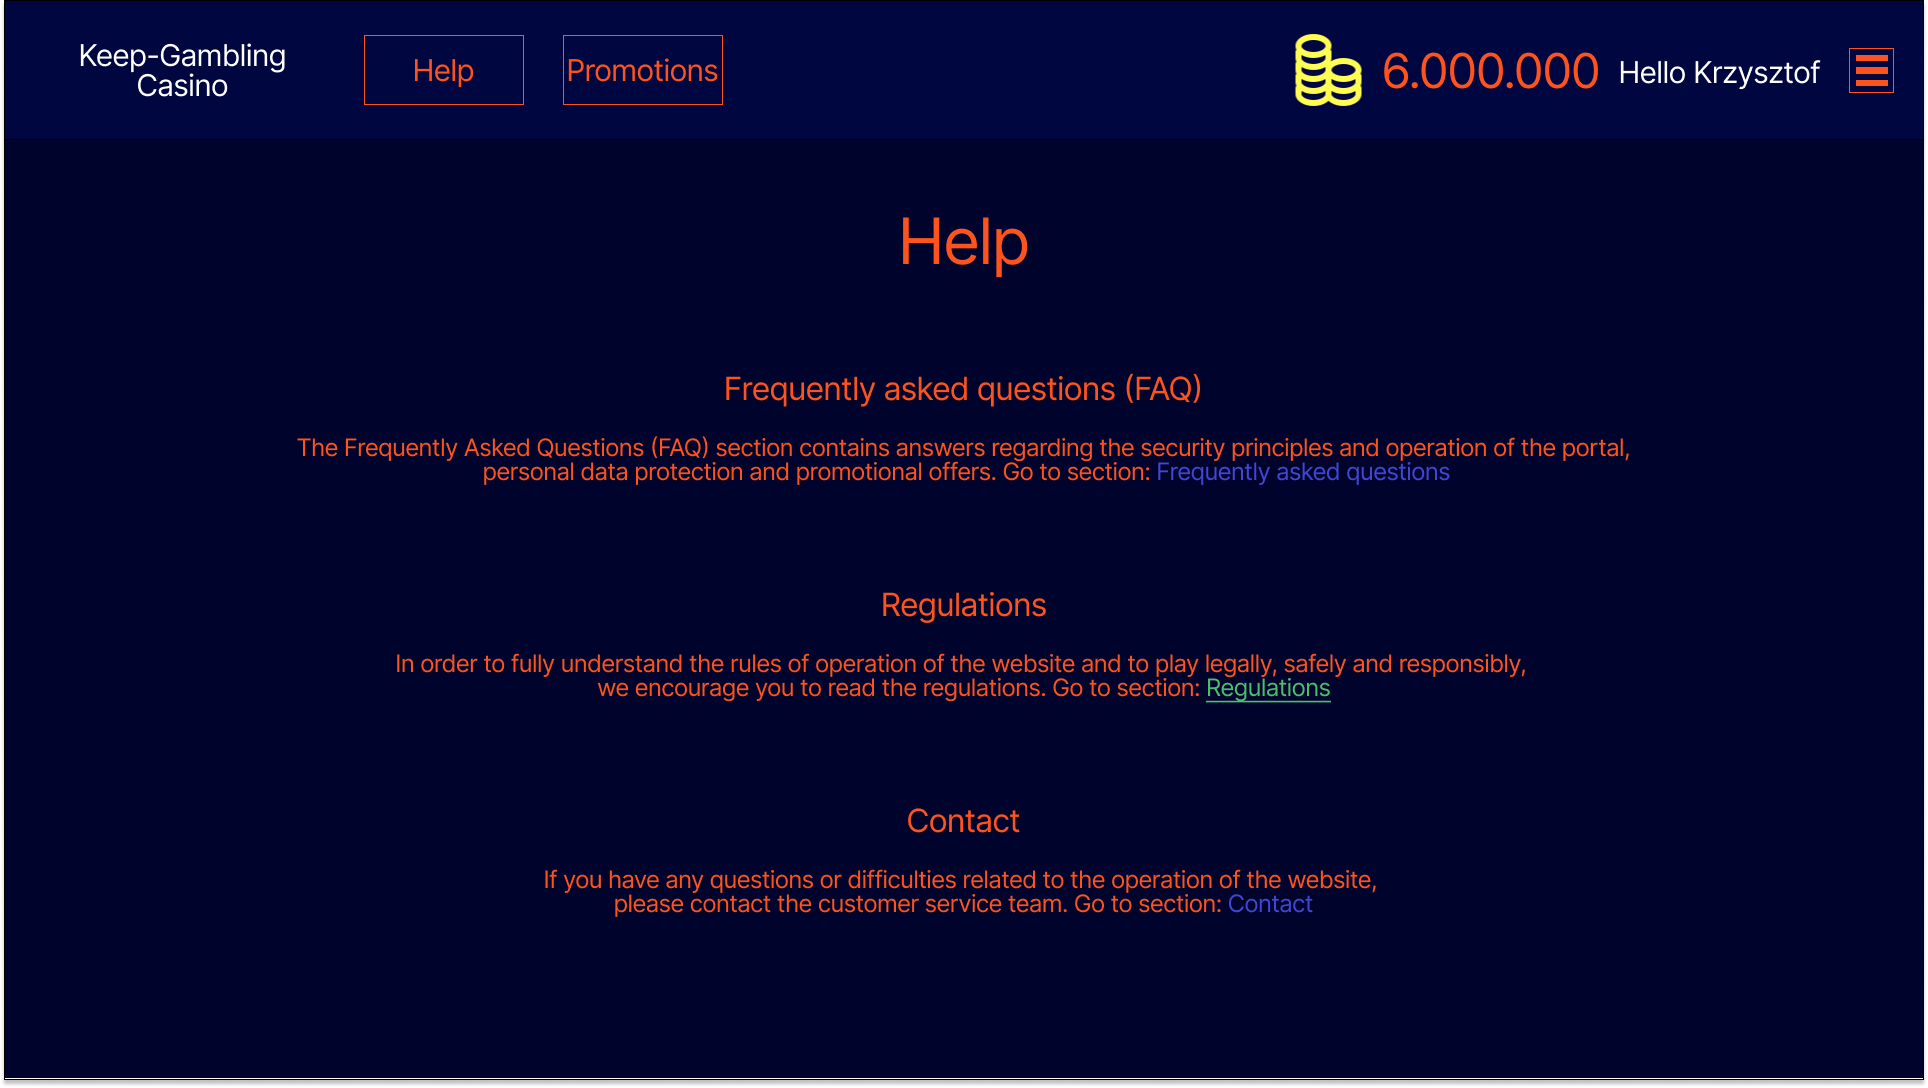 Keep-Gambling
Casino
Help
Promotions
6.000.000
Hello Krzysztof
Help
Frequently asked questions (FAQ)
The Frequently Asked Questions (FAQ) section contains answers regarding the security principles and operation of the portal,
personal data protection and promotional offers. Go to section: Frequently asked questions
Regulations
In order to fully understand the rules of operation of the website and to play legally, safely and responsibly,
we encourage you to read the regulations. Go to section: Regulations
Contact
If you have any questions or difficulties related to the operation of the website,
please contact the customer service team. Go to section: Contact